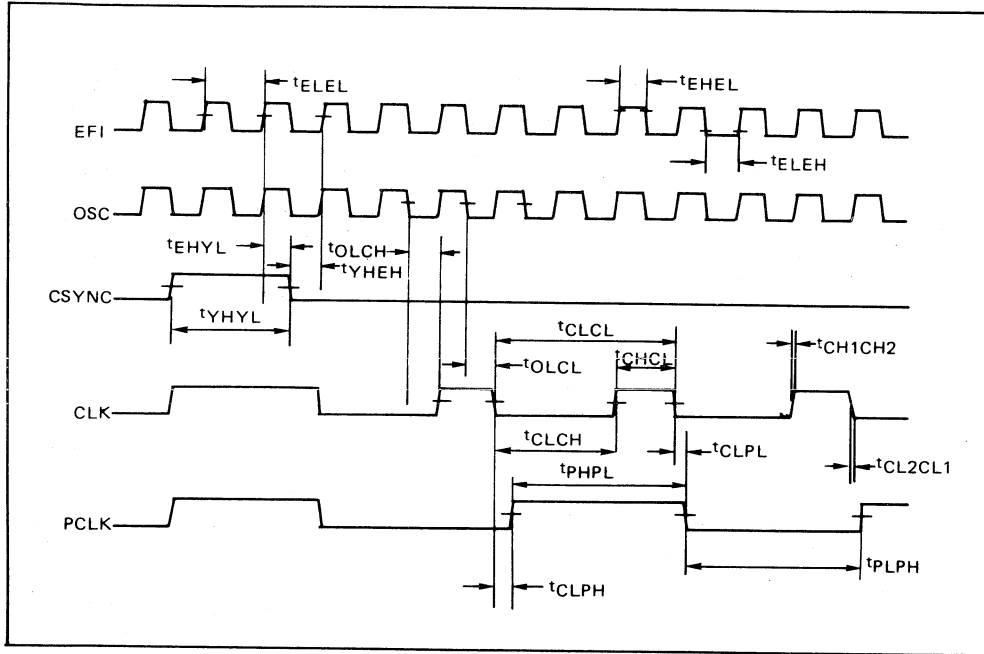 tELEL
tEHEL
EFI
tELEH
OSC
tEHYL
tOLCH
tYHEH
CSYNC
tYHYL
tCLCL
tCH1CH2
tCHCL
tOLCL
CLK
tCLCH
tCLPL
tCL2CL1
tPHPL
PCLK
tPLPH
tCLPH